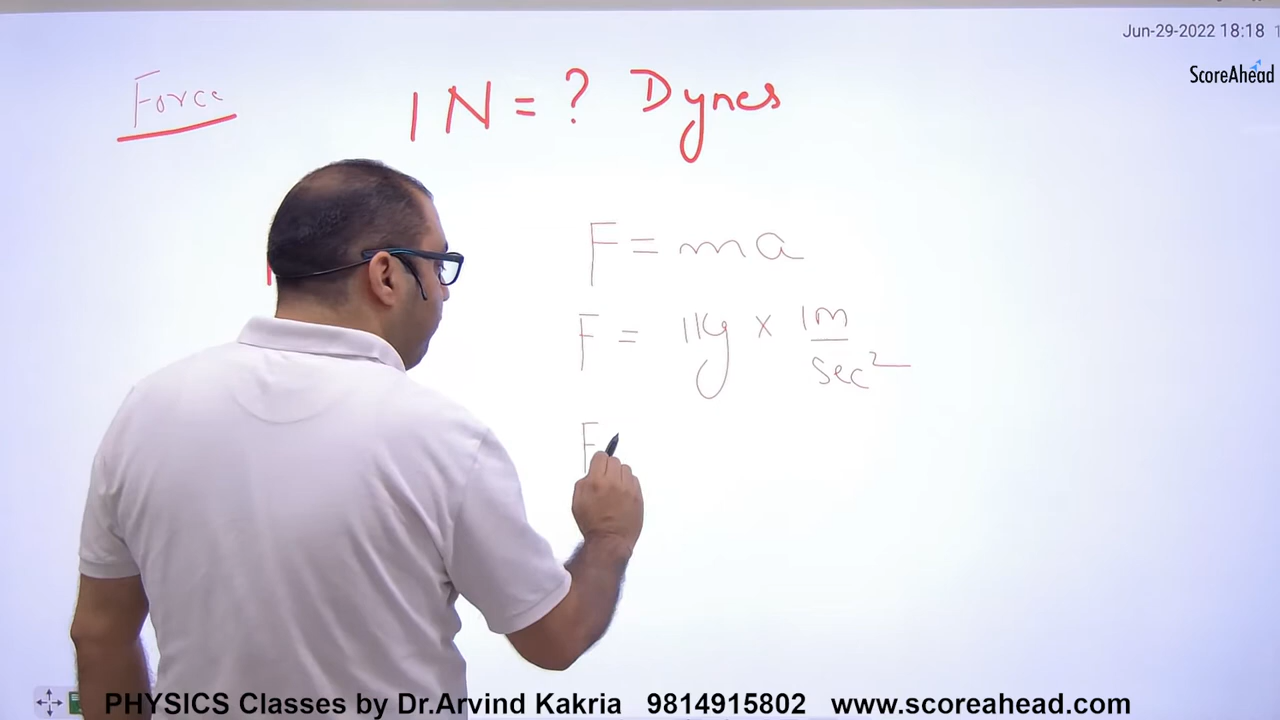 Jun-29-2022 18:18 1
ScoreAhead
Force
1 N = ? Dynes
F = ma
F = 1Kg x 1m/sec²
F
PHYSICS Classes by Dr.Arvind Kakria 9814915802 www.scoreahead.com